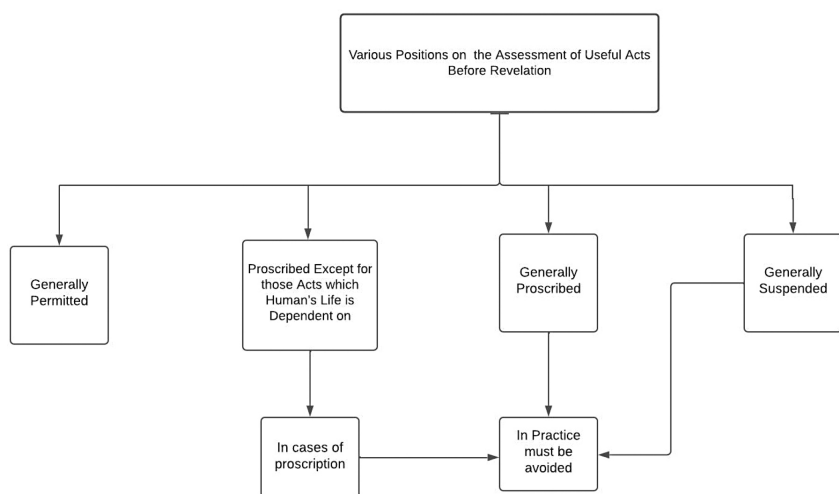 Various Positions on the Assessment of Useful Acts
Before Revelation
Generally
Permitted
Proscribed Except for
those Acts which
Human's Life is
Dependent on
Generally
Proscribed
Generally
Suspended
In cases of
proscription
In Practice
must be
avoided